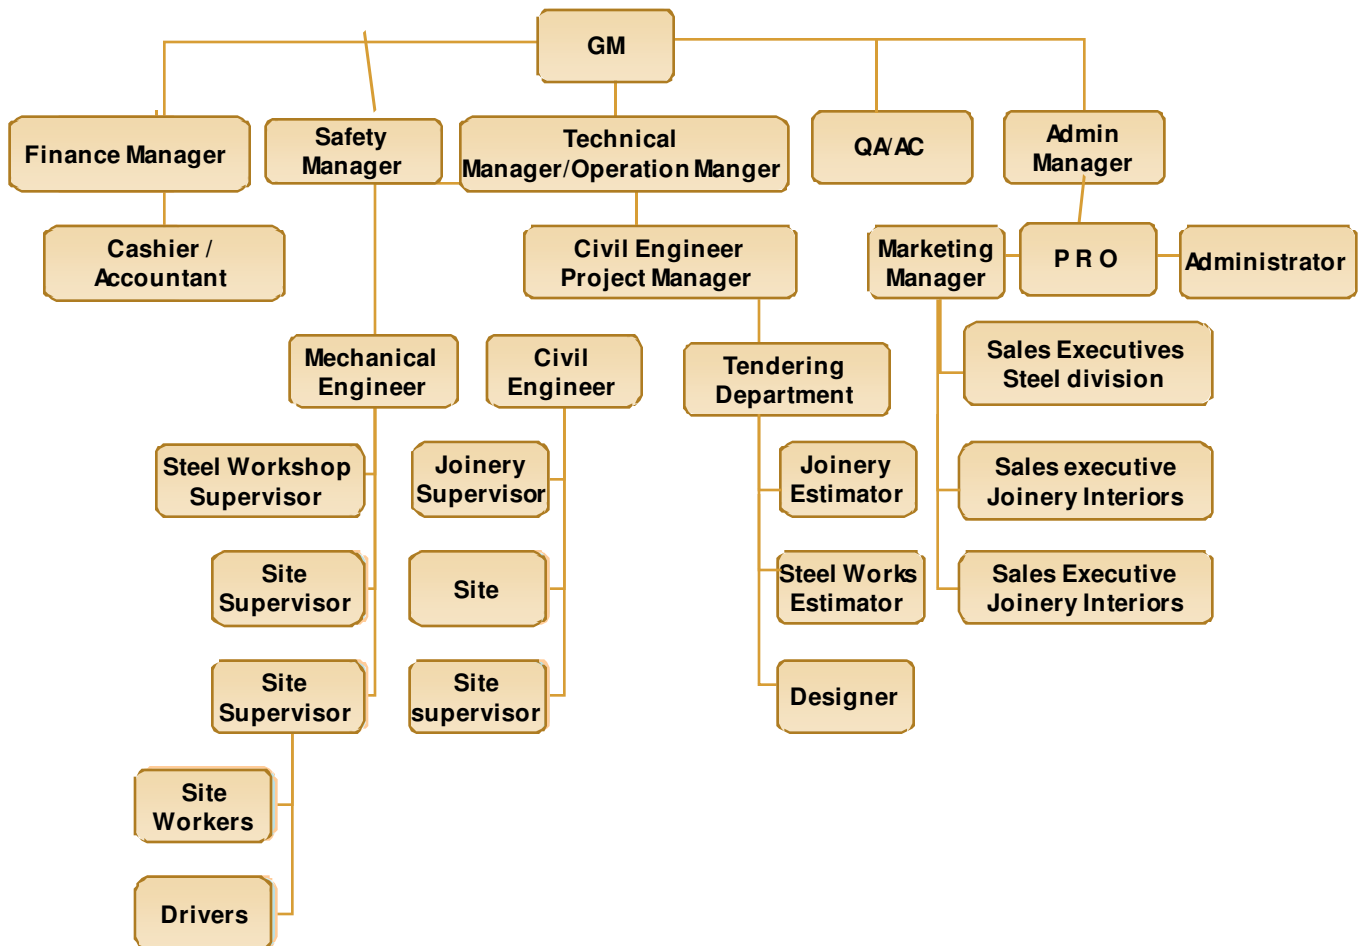 GM
Finance Manager
Safety
Manager
Technical
Manager/Operation Manger
QA/AC
Admin
Manager
Cashier /
Accountant
Civil Engineer
Project Manager
Marketing
Manager
P R O
Administrator
Mechanical
Engineer
Civil
Engineer
Tendering
Department
Sales Executives
Steel division
Steel Workshop
Supervisor
Joinery
Supervisor
Joinery
Estimator
Sales executive
Joinery Interiors
Site
Supervisor
Site
Steel Works
Estimator
Sales Executive
Joinery Interiors
Site
Supervisor
Site
supervisor
Designer
Site
Workers
Drivers